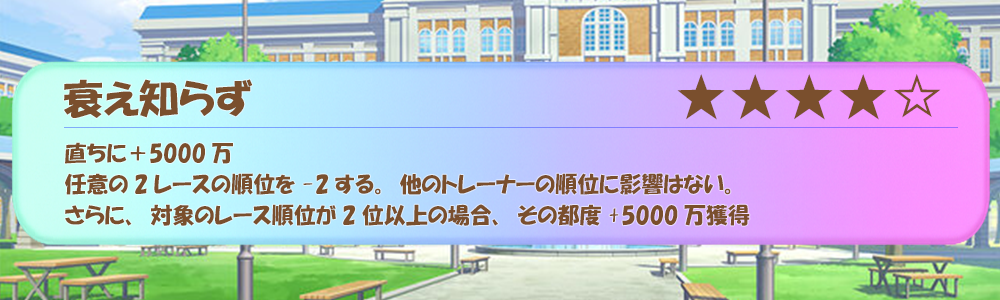 衰え知らず ★★★★☆
直ちに＋5000万
任意の2レースの順位を－2する。他のトレーナーの順位に影響はない。
さらに、対象のレース順位が2位以上の場合、その都度+5000万獲得